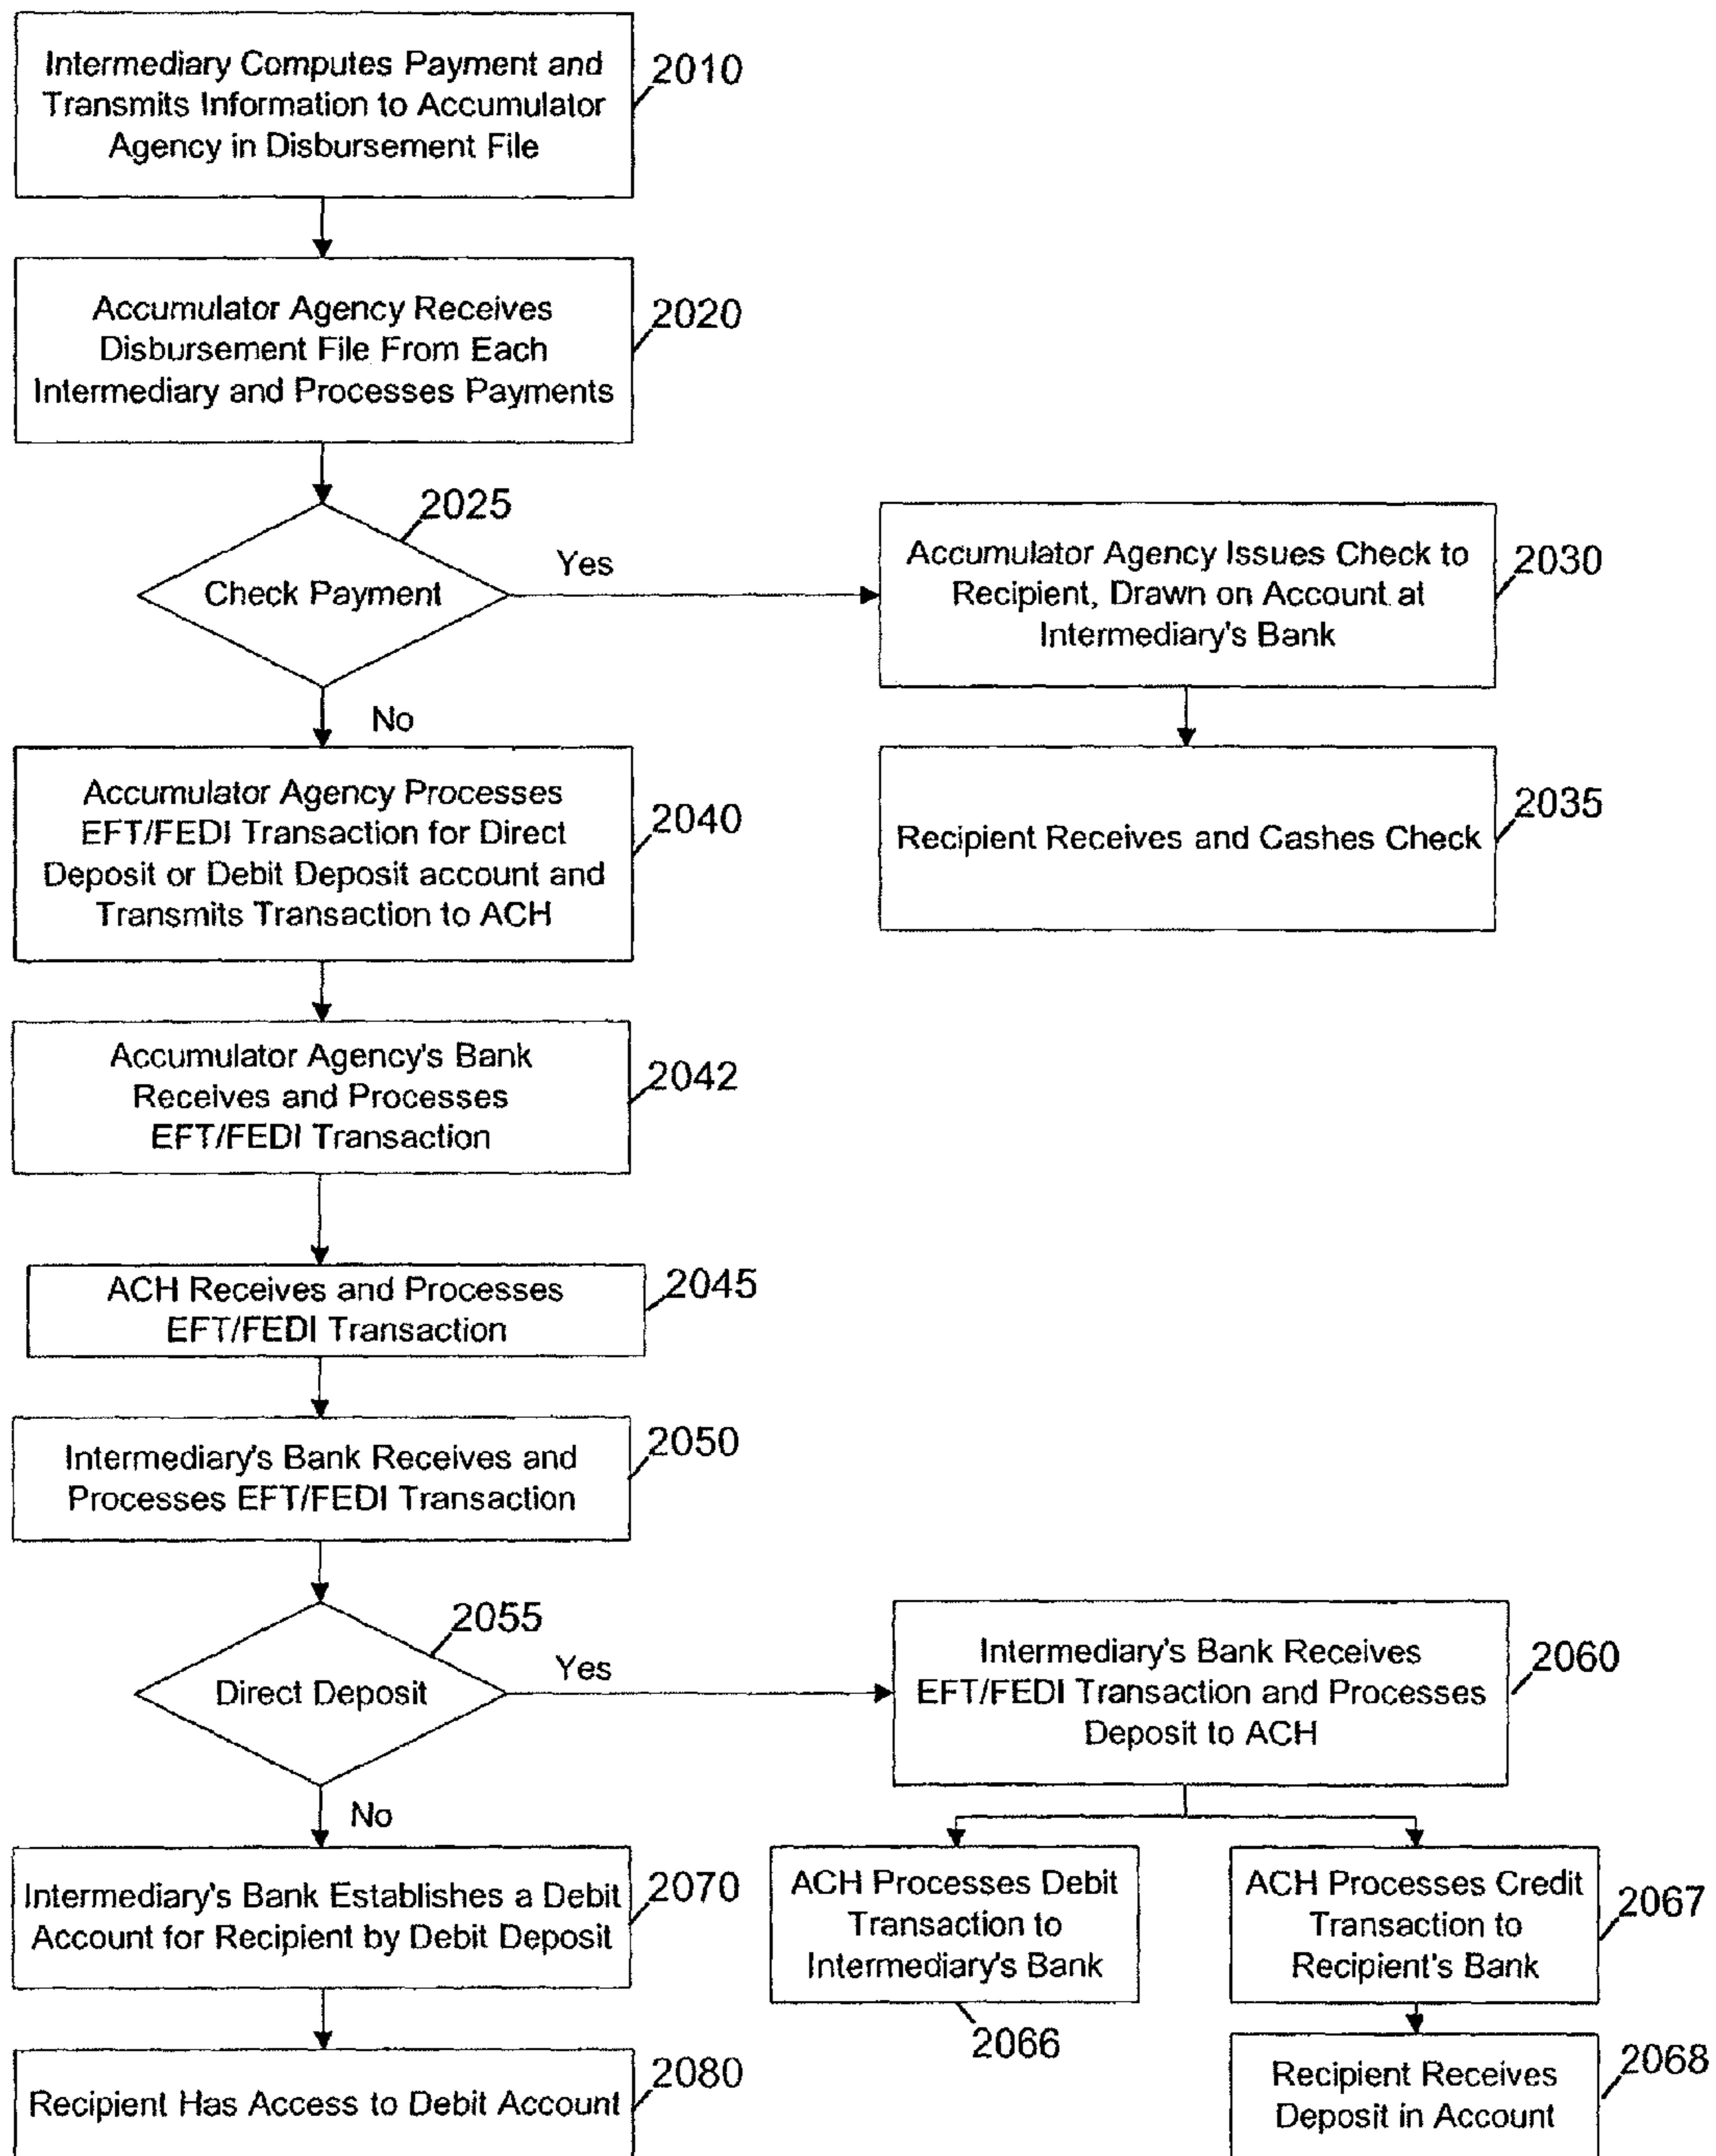 Intermediary Computes Payment and
Transmits Information to Accumulator
Agency in Disbursement File
2010
Accumulator Agency Receives
Disbursement File From Each
Intermediary and Processes Payments
2020
2025
Check Payment
Yes
No
Accumulator Agency Issues Check to
Recipient, Drawn on Account at
Intermediary's Bank
2030
Recipient Receives and Cashes Check
2035
Accumulator Agency Processes
EFT/FEDI Transaction for Direct
Deposit or Debit Deposit account and
Transmits Transaction to ACH
2040
Accumulator Agency's Bank
Receives and Processes
EFT/FEDI Transaction
2042
ACH Receives and Processes
EFT/FEDI Transaction
2045
Intermediary's Bank Receives and
Processes EFT/FEDI Transaction
2050
2055
Direct Deposit
Yes
No
Intermediary's Bank Receives
EFT/FEDI Transaction and Processes
Deposit to ACH
2060
Intermediary's Bank Establishes a Debit
Account for Recipient by Debit Deposit
2070
ACH Processes Debit
Transaction to
Intermediary's Bank
2066
ACH Processes Credit
Transaction to
Recipient's Bank
2067
Recipient Has Access to Debit Account
2080
Recipient Receives
Deposit in Account
2068